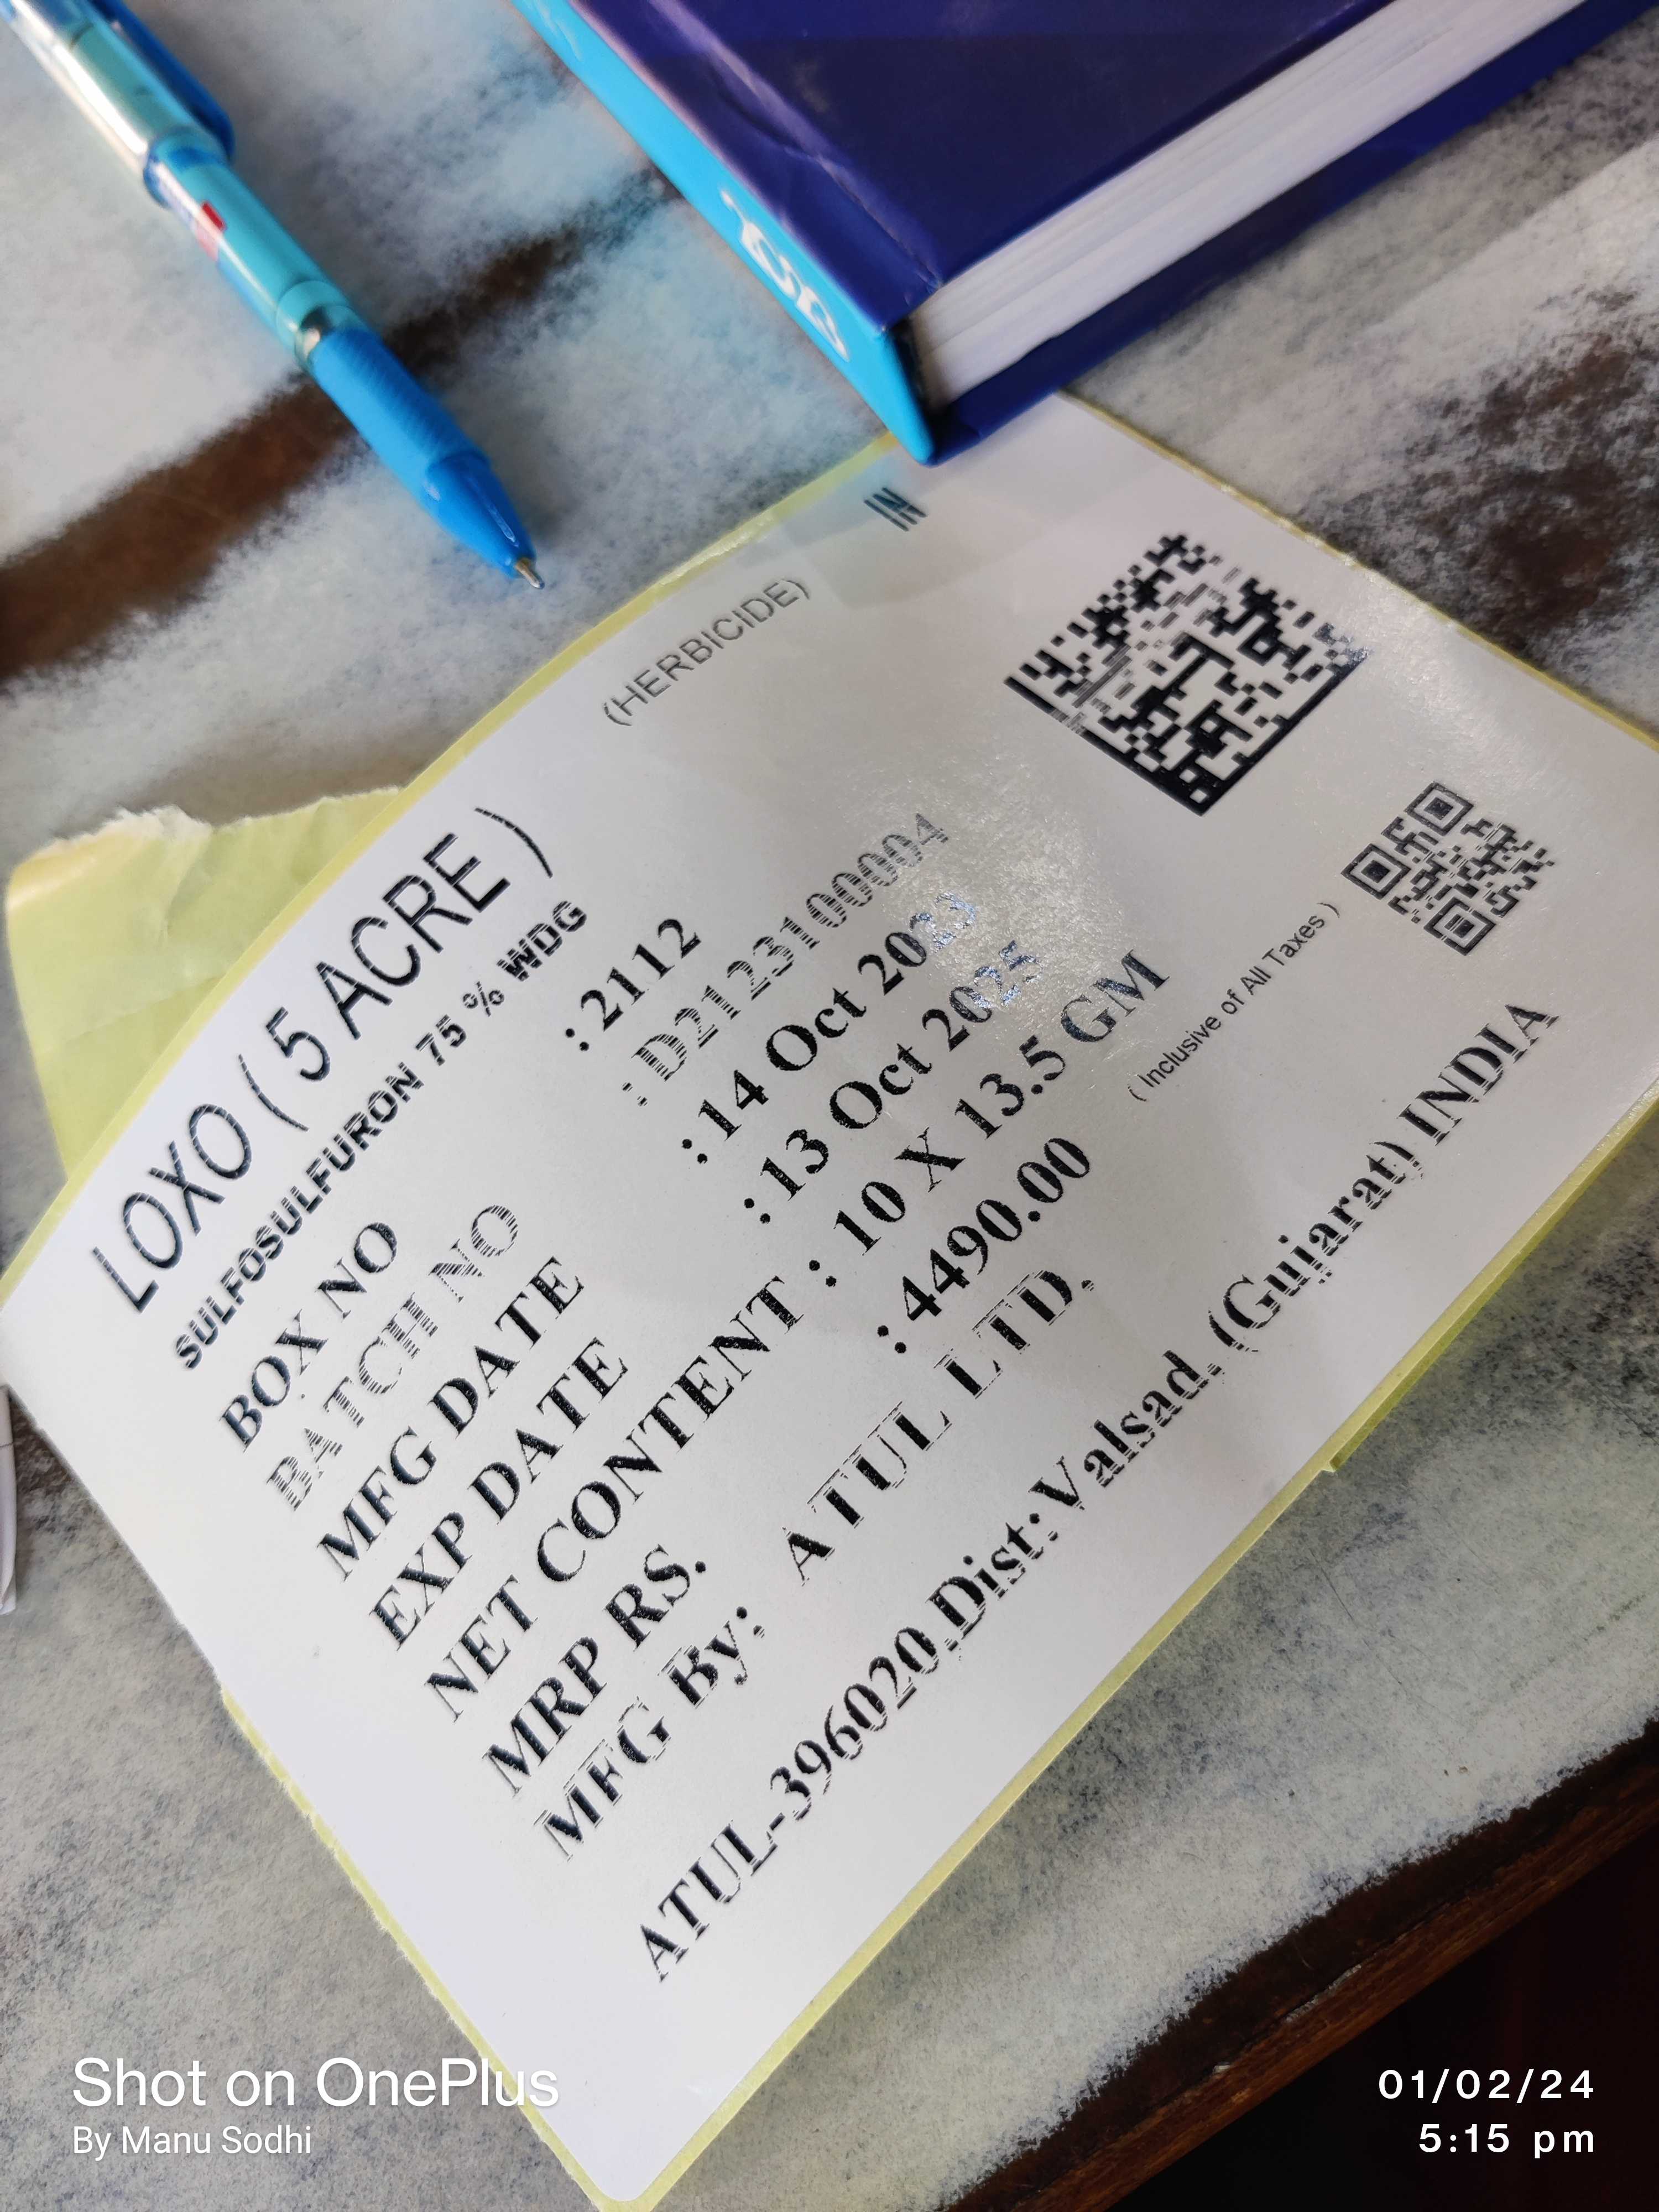 IN
(HERBICIDE)
LOXO ( 5 ACRE )
SULFOSULFURON 75 % WDG
BOX NO : 2112
BATCH NO : D2123100004
MFG DATE : 14 Oct 2023
EXP DATE : 13 Oct 2025
NET CONTENT : 10 X 13.5 GM
MRP RS. : 4490.00 ( Inclusive of All Taxes )
MFG By: ATUL LTD.
ATUL-396020,Dist: Valsad. (Gujarat) INDIA
Shot on OnePlus
By Manu Sodhi
01/02/24
5:15 pm